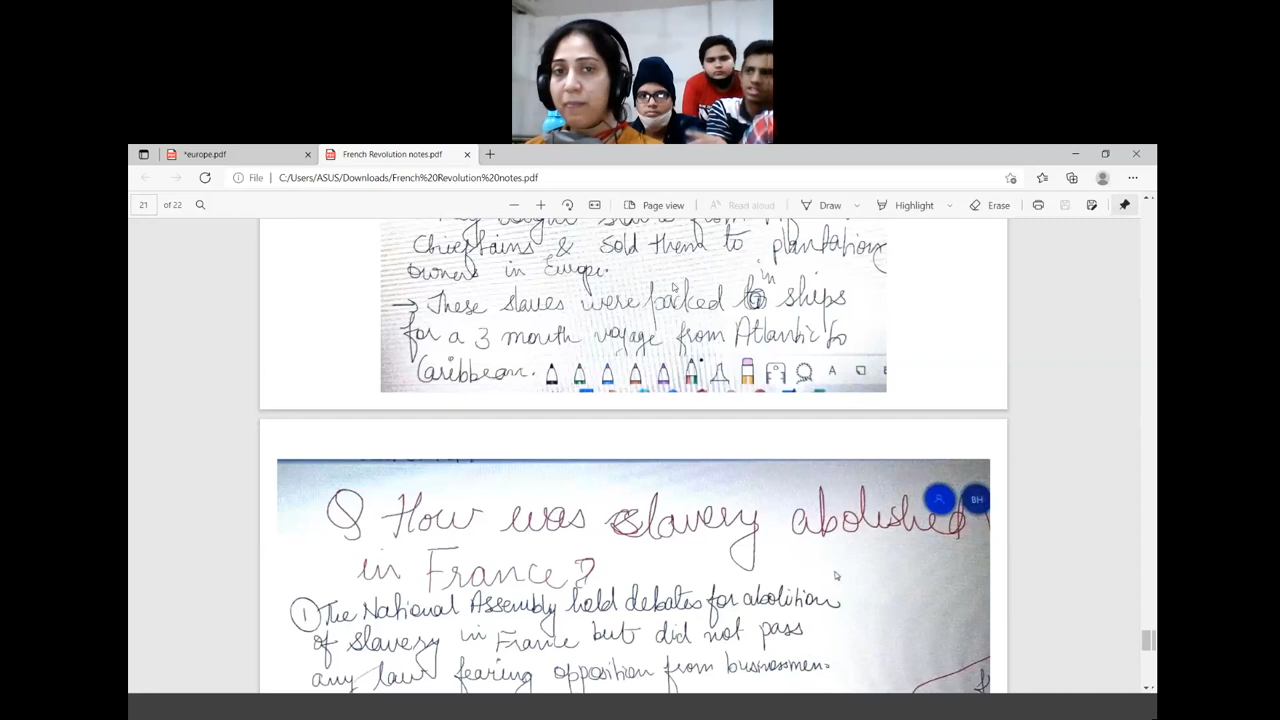 *europe.pdf
French Revolution notes.pdf
File
C:/Users/ASUS/Downloads/French%20Revolution%20notes.pdf
21 of 22
Page view
Read aloud
Draw
Highlight
Erase
Chieftains & sold them to plantation
owners in Europe.
in
→ These slaves were packed ships
for a 3 month voyage from Atlantic to
Caribbean.
A
BH
Q How was slavery abolished
in France?
① The National Assembly held debates for abolition
of slavery in France but did not pass
any law fearing opposition from businessmen.